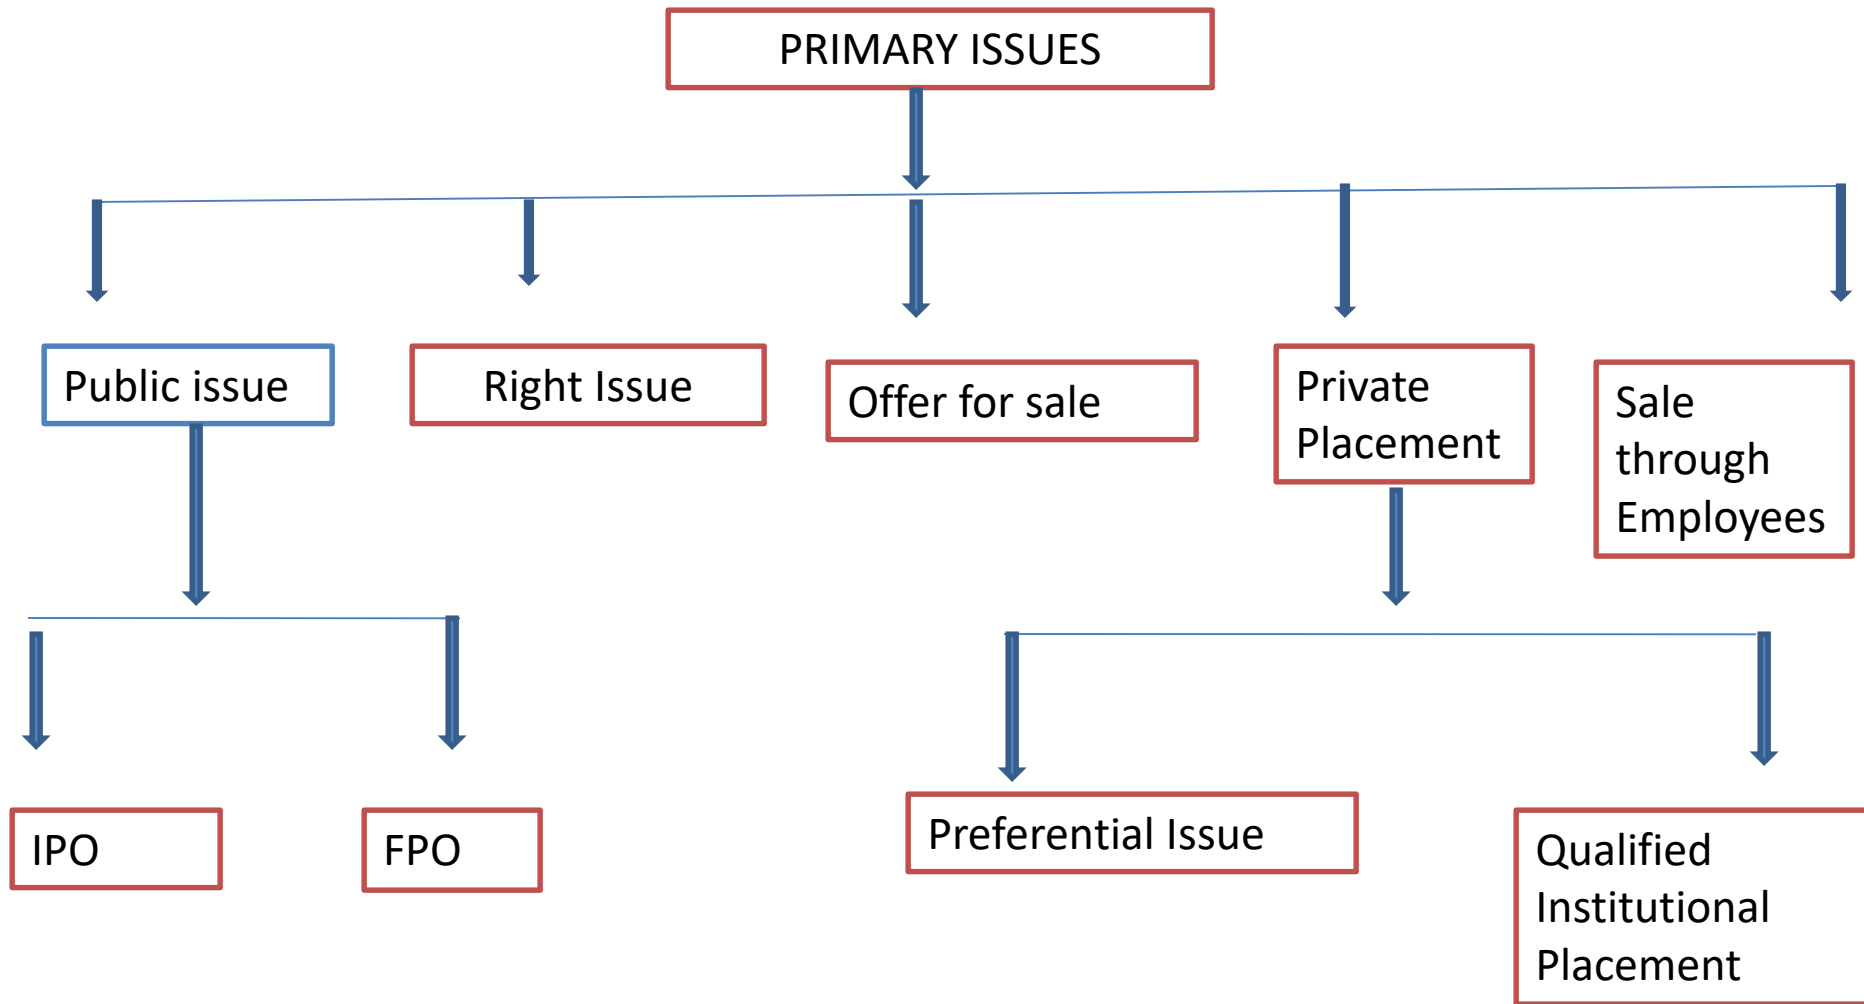 PRIMARY ISSUES
Public issue
Right Issue
Offer for sale
Private
Placement
Sale
through
Employees
IPO
FPO
Preferential Issue
Qualified
Institutional
Placement